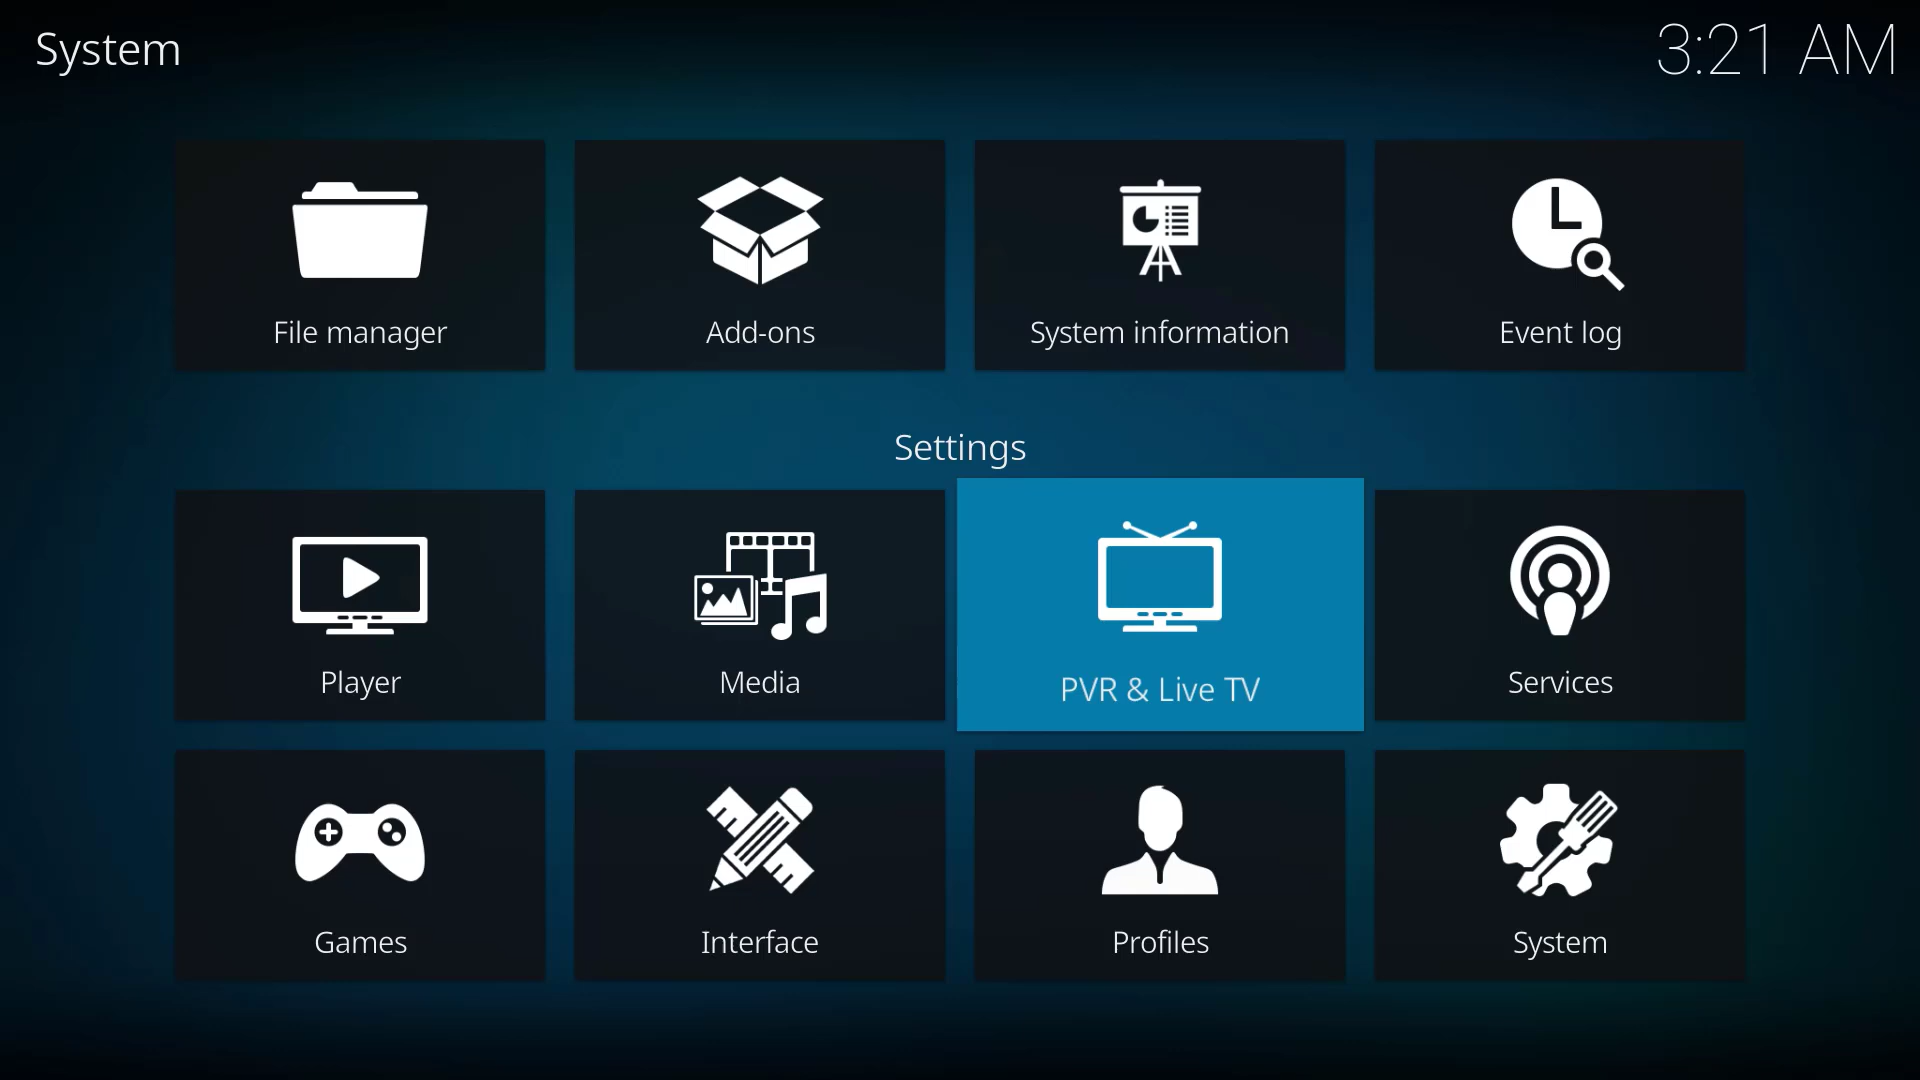 System
3:21 AM
File manager
Add-ons
System information
Event log
Settings
Player
Media
PVR & Live TV
Services
Games
Interface
Profiles
System